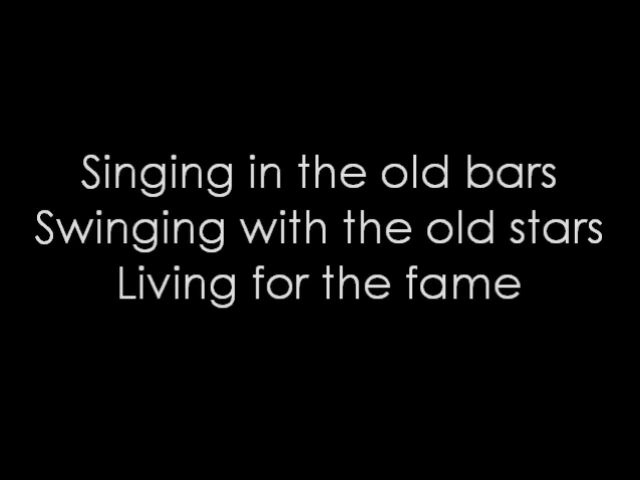 Singing in the old bars
Swinging with the old stars
Living for the fame